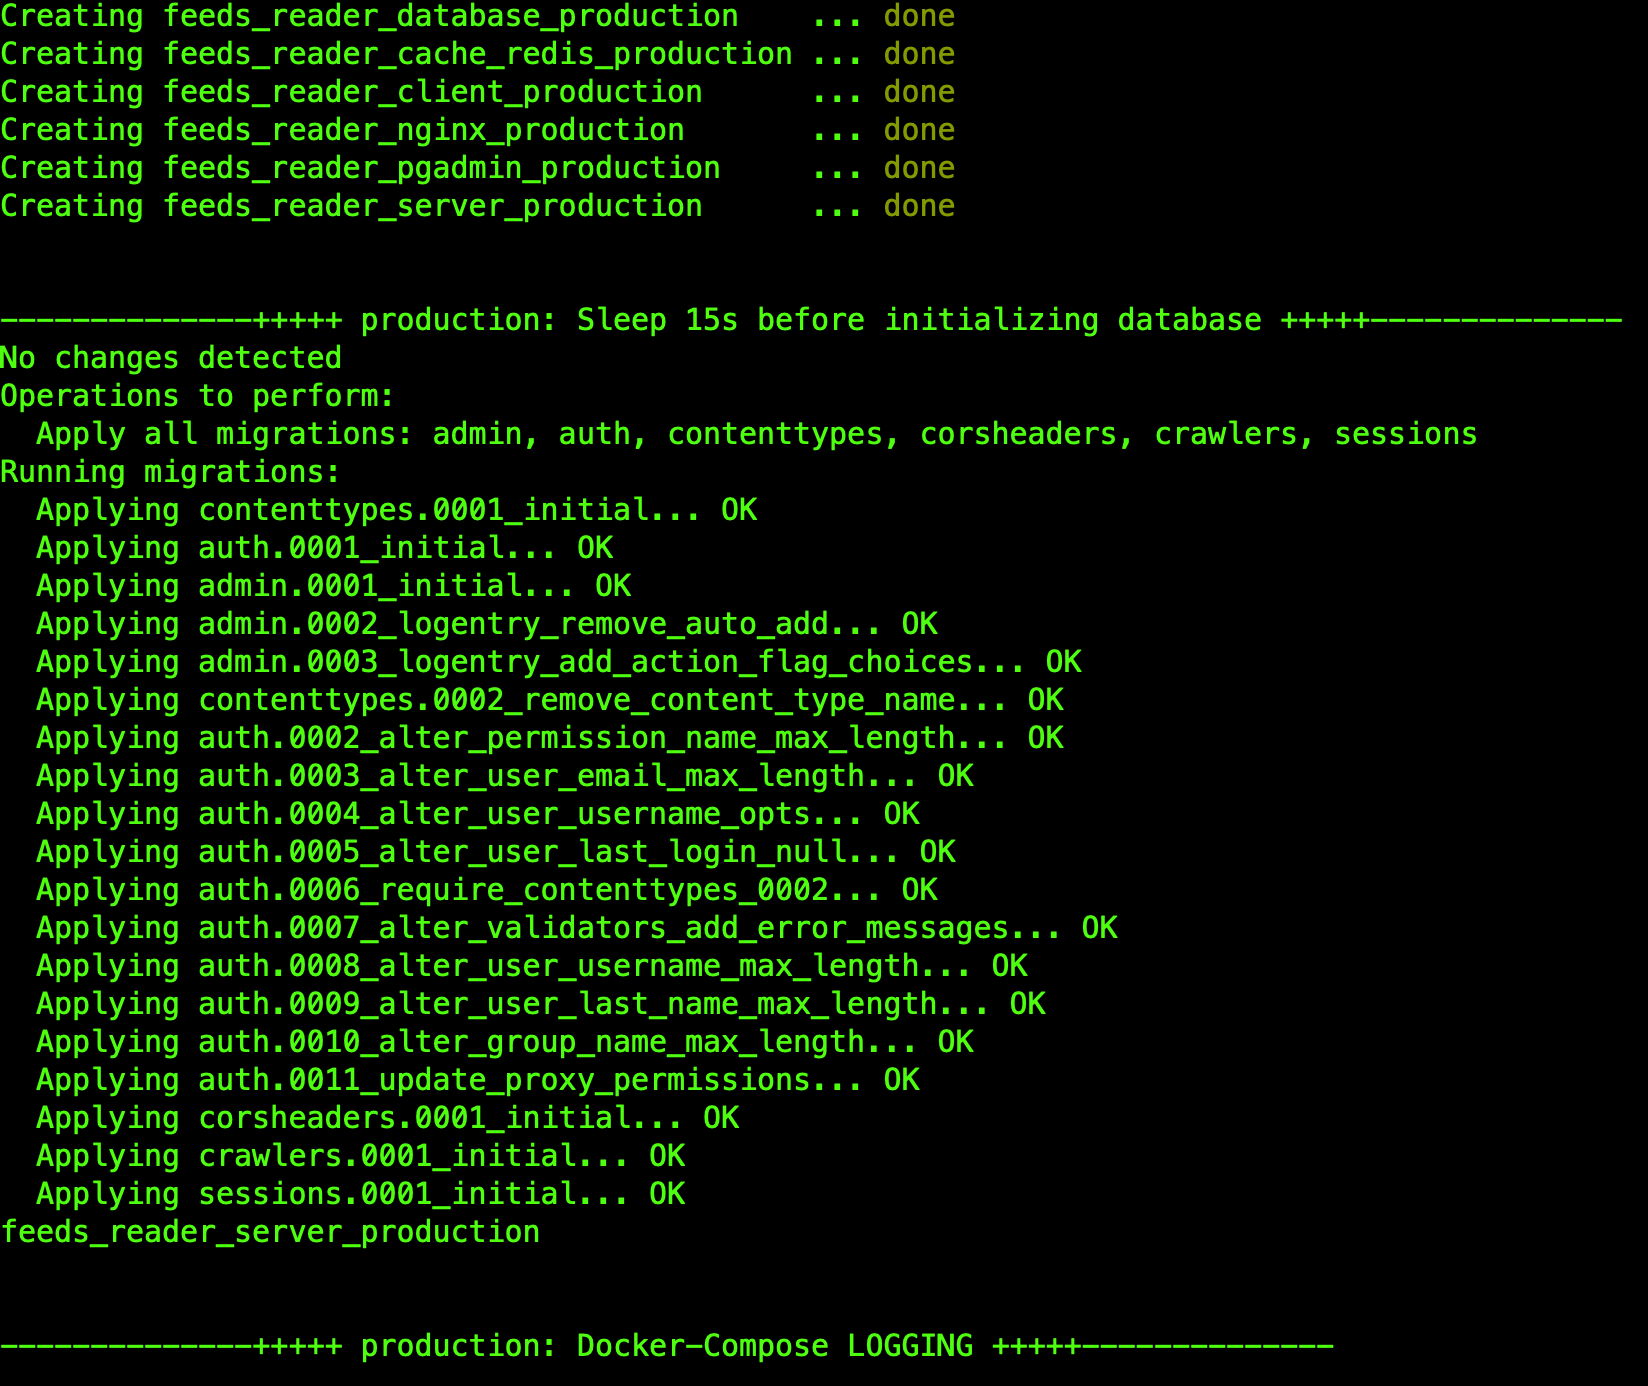 Creating feeds_reader_database_production    ... done
Creating feeds_reader_cache_redis_production ... done
Creating feeds_reader_client_production      ... done
Creating feeds_reader_nginx_production       ... done
Creating feeds_reader_pgadmin_production     ... done
Creating feeds_reader_server_production      ... done
--------------+++++ production: Sleep 15s before initializing database +++++--------------
No changes detected
Operations to perform:
  Apply all migrations: admin, auth, contenttypes, corsheaders, crawlers, sessions
Running migrations:
  Applying contenttypes.0001_initial... OK
  Applying auth.0001_initial... OK
  Applying admin.0001_initial... OK
  Applying admin.0002_logentry_remove_auto_add... OK
  Applying admin.0003_logentry_add_action_flag_choices... OK
  Applying contenttypes.0002_remove_content_type_name... OK
  Applying auth.0002_alter_permission_name_max_length... OK
  Applying auth.0003_alter_user_email_max_length... OK
  Applying auth.0004_alter_user_username_opts... OK
  Applying auth.0005_alter_user_last_login_null... OK
  Applying auth.0006_require_contenttypes_0002... OK
  Applying auth.0007_alter_validators_add_error_messages... OK
  Applying auth.0008_alter_user_username_max_length... OK
  Applying auth.0009_alter_user_last_name_max_length... OK
  Applying auth.0010_alter_group_name_max_length... OK
  Applying auth.0011_update_proxy_permissions... OK
  Applying corsheaders.0001_initial... OK
  Applying crawlers.0001_initial... OK
  Applying sessions.0001_initial... OK
feeds_reader_server_production
--------------+++++ production: Docker-Compose LOGGING +++++--------------